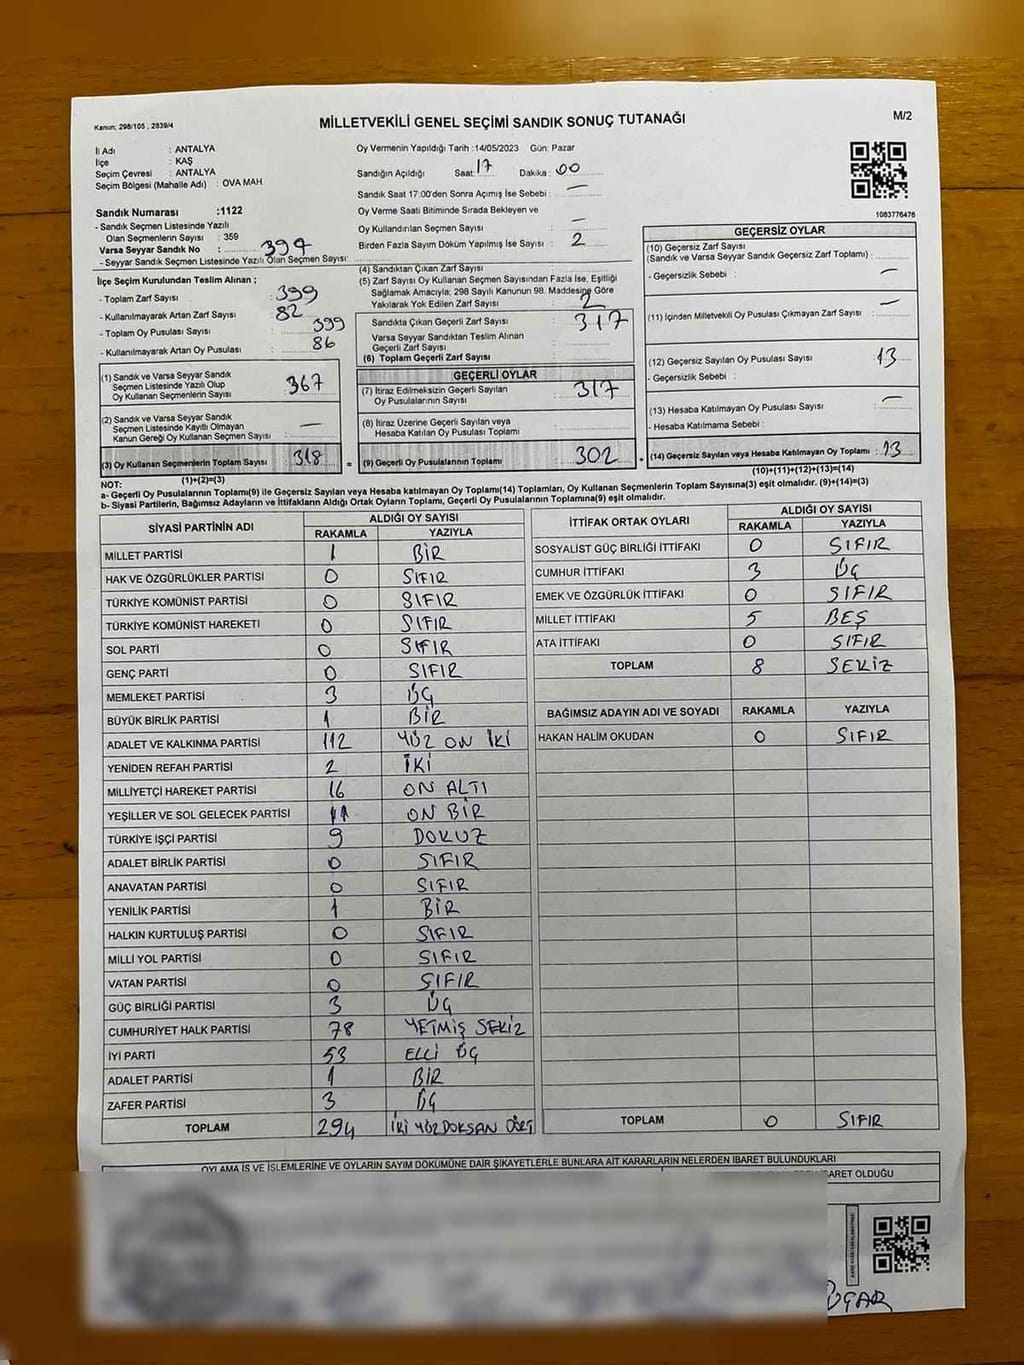 Kanun: 298/105 , 2839/4
MİLLETVEKİLİ GENEL SEÇİMİ SANDIK SONUÇ TUTANAĞI
M/2
İl Adı : ANTALYA
İlçe : KAŞ
Seçim Çevresi : ANTALYA
Seçim Bölgesi (Mahalle Adı) : OVA MAH
Sandık Numarası :1122
- Sandık Seçmen Listesinde Yazılı
Olan Seçmenlerin Sayısı : 359
Varsa Seyyar Sandık No :
- Seyyar Sandık Seçmen Listesinde Yazılı Olan Seçmen Sayısı:
Oy Vermenin Yapıldığı Tarih :14/05/2023 Gün: Pazar
Sandığın Açıldığı Saat: 17 Dakika : 00
Sandık Saat 17:00'den Sonra Açımış İse Sebebi : —
Oy Verme Saati Bitiminde Sırada Bekleyen ve
Oy Kullandırılan Seçmen Sayısı : —
Birden Fazla Sayım Döküm Yapılmış İse Sayısı : 2
1083776476
İlçe Seçim Kurulundan Teslim Alınan ;
- Toplam Zarf Sayısı : 399
- Kullanılmayarak Artan Zarf Sayısı : 82
- Toplam Oy Pusulası Sayısı : 399
- Kullanılmayarak Artan Oy Pusulası : 86
(1) Sandık ve Varsa Seyyar Sandık
Seçmen Listesinde Yazılı Olup
Oy Kullanan Seçmenlerin Sayısı : 367
(2) Sandık ve Varsa Seyyar Sandık
Seçmen Listesinde Kayıtlı Olmayan
Kanun Gereği Oy Kullanan Seçmen Sayısı : —
(3) Oy Kullanan Seçmenlerin Toplam Sayısı : 318
(1)+(2)=(3)
(4) Sandıktan Çıkan Zarf Sayısı :
(5) Zarf Sayısı Oy Kullanan Seçmen Sayısından Fazla İse, Eşitliği
Sağlamak Amacıyla; 298 Sayılı Kanunun 98. Maddesine Göre
Yakılarak Yok Edilen Zarf Sayısı : 2
Sandıkta Çıkan Geçerli Zarf Sayısı : 317
Varsa Seyyar Sandıktan Teslim Alınan
Geçerli Zarf Sayısı :
(6) Toplam Geçerli Zarf Sayısı
GEÇERLİ OYLAR
(7) İtiraz Edilmeksizin Geçerli Sayılan
Oy Pusulalarının Sayısı : 317
(8) İtiraz Üzerine Geçerli Sayılan veya
Hesaba Katılan Oy Pusulası Toplamı :
= (9) Geçerli Oy Pusulalarının Toplamı : 302
GEÇERSİZ OYLAR
(10) Geçersiz Zarf Sayısı
(Sandık ve Varsa Seyyar Sandık Geçersiz Zarf Toplamı) :
- Geçersizlik Sebebi : —
(11) İçinden Milletvekili Oy Pusulası Çıkmayan Zarf Sayısı : —
(12) Geçersiz Sayılan Oy Pusulası Sayısı : 13
- Geçersizlik Sebebi :
(13) Hesaba Katılmayan Oy Pusulası Sayısı : —
- Hesaba Katılmama Sebebi :
+ (14) Geçersiz Sayılan veya Hesaba Katılmayan Oy Toplamı : 13
(10)+(11)+(12)+(13)=(14)
NOT:
a- Geçerli Oy Pusulalarının Toplamı(9) ile Geçersiz Sayılan veya Hesaba katılmayan Oy Toplamı(14) Toplamları, Oy Kullanan Seçmenlerin Toplam Sayısına(3) eşit olmalıdır. (9)+(14)=(3)
b- Siyasi Partilerin, Bağımsız Adayların ve İttifakların Aldığı Ortak Oyların Toplamı, Geçerli Oy Pusulalarının Toplamına(9) eşit olmalıdır.
SİYASİ PARTİNİN ADI ALDIĞI OY SAYISI
RAKAMLA YAZIYLA
MİLLET PARTİSİ 1 BİR
HAK VE ÖZGÜRLÜKLER PARTİSİ 0 SIFIR
TÜRKİYE KOMÜNİST PARTİSİ 0 SIFIR
TÜRKİYE KOMÜNİST HAREKETİ 0 SIFIR
SOL PARTİ 0 SIFIR
GENÇ PARTİ 0 SIFIR
MEMLEKET PARTİSİ 3 ÜÇ
BÜYÜK BİRLİK PARTİSİ 1 BİR
ADALET VE KALKINMA PARTİSİ 112 YÜZ ON İKİ
YENİDEN REFAH PARTİSİ 2 İKİ
MİLLİYETÇİ HAREKET PARTİSİ 16 ON ALTI
YEŞİLLER VE SOL GELECEK PARTİSİ 11 ON BİR
TÜRKİYE İŞÇİ PARTİSİ 9 DOKUZ
ADALET BİRLİK PARTİSİ 0 SIFIR
ANAVATAN PARTİSİ 0 SIFIR
YENİLİK PARTİSİ 1 BİR
HALKIN KURTULUŞ PARTİSİ 0 SIFIR
MİLLİ YOL PARTİSİ 0 SIFIR
VATAN PARTİSİ 0 SIFIR
GÜÇ BİRLİĞİ PARTİSİ 3 ÜÇ
CUMHURİYET HALK PARTİSİ 78 YETMİŞ SEKİZ
İYİ PARTİ 53 ELLİ ÜÇ
ADALET PARTİSİ 1 BİR
ZAFER PARTİSİ 3 ÜÇ
TOPLAM 294 İKİ YÜZ DOKSAN DÖRT
İTTİFAK ORTAK OYLARI ALDIĞI OY SAYISI
RAKAMLA YAZIYLA
SOSYALİST GÜÇ BİRLİĞİ İTTİFAKI 0 SIFIR
CUMHUR İTTİFAKI 3 ÜÇ
EMEK VE ÖZGÜRLÜK İTTİFAKI 0 SIFIR
MİLLET İTTİFAKI 5 BEŞ
ATA İTTİFAKI 0 SIFIR
TOPLAM 8 SEKİZ
BAĞIMSIZ ADAYIN ADI VE SOYADI RAKAMLA YAZIYLA
HAKAN HALİM OKUDAN 0 SIFIR
TOPLAM 0 SIFIR
OYLAMA İŞ VE İŞLEMLERİNE VE OYLARIN SAYIM DÖKÜMÜNE DAİR ŞİKAYETLERLE BUNLARA AİT KARARLARIN NELERDEN İBARET BULUNDUKLARI
BARET OLDUĞU